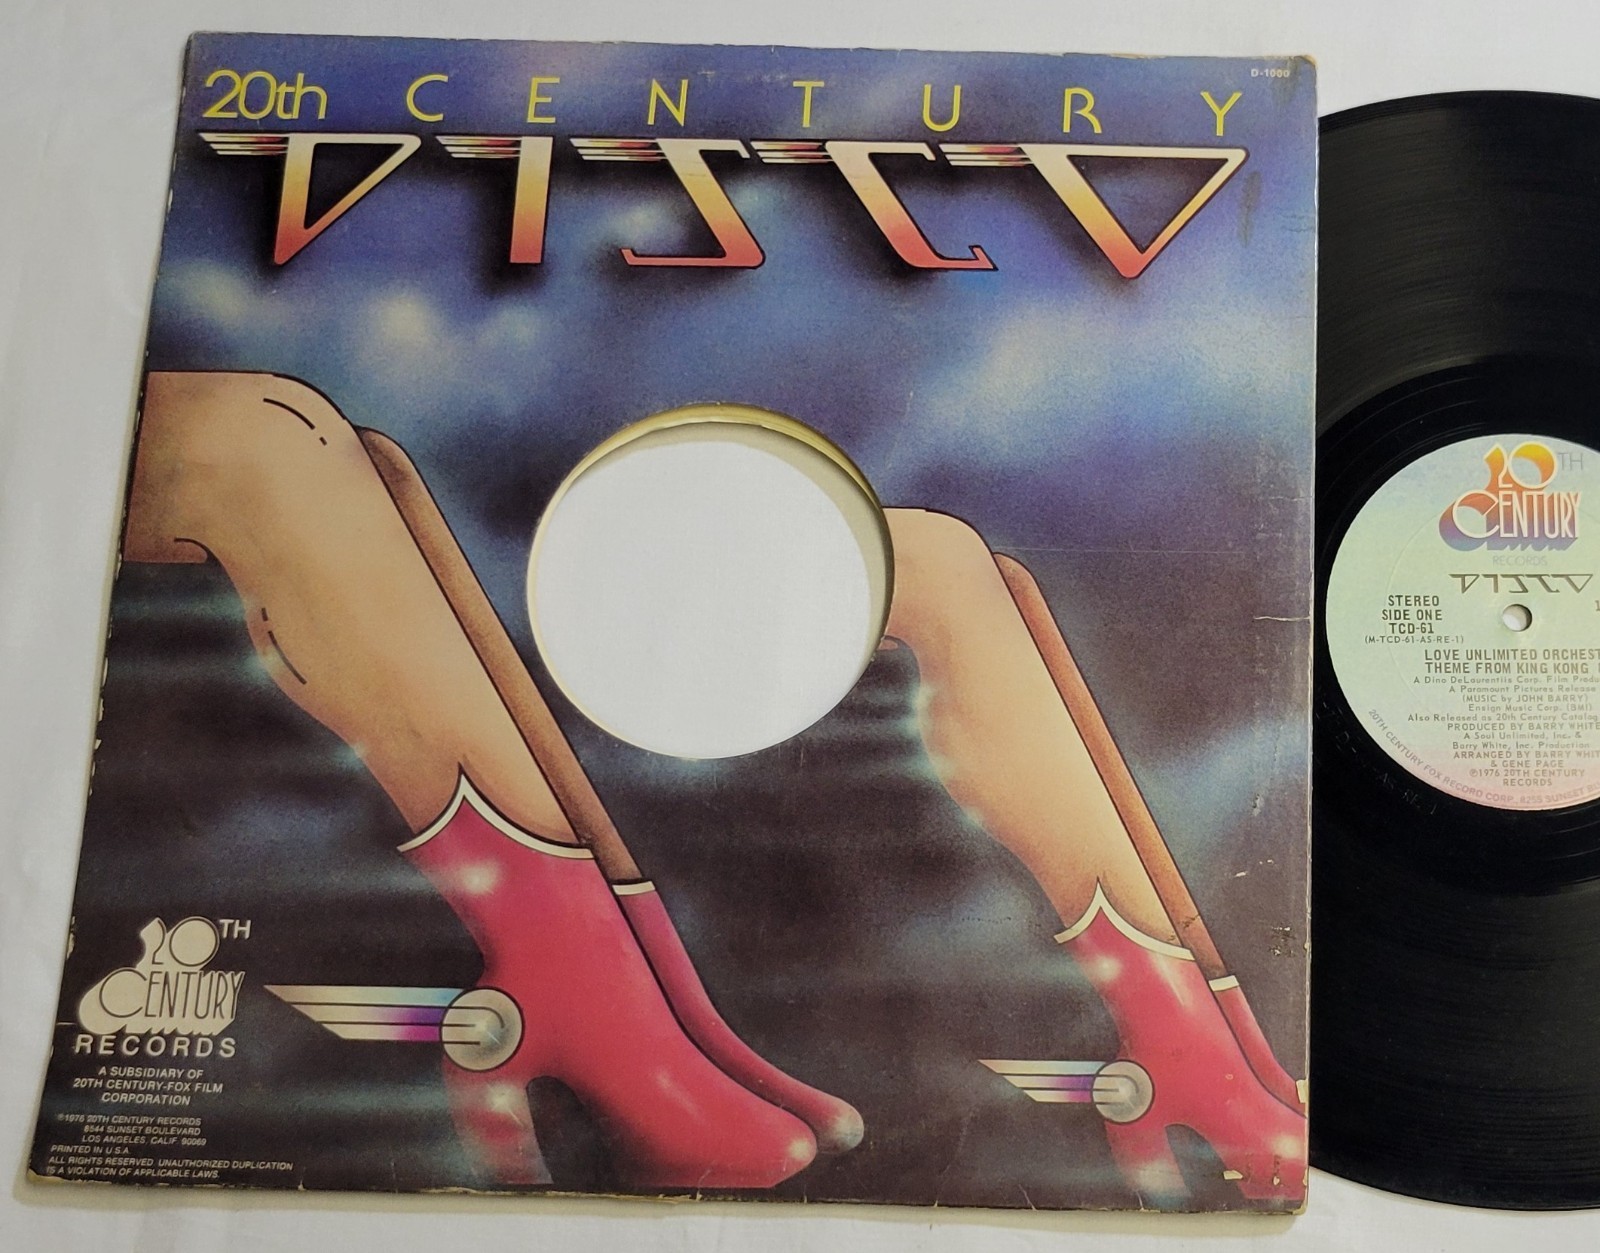 D-1000
20th CENTURY
DISCO
20TH
CENTURY
RECORDS
A SUBSIDIARY OF
20TH CENTURY-FOX FILM
CORPORATION
℗1976 20TH CENTURY RECORDS
8544 SUNSET BOULEVARD
LOS ANGELES, CALIF. 90069
PRINTED IN U.S.A.
ALL RIGHTS RESERVED. UNAUTHORIZED DUPLICATION
IS A VIOLATION OF APPLICABLE LAWS.
20TH
CENTURY
RECORDS
DISCO
STEREO
SIDE ONE
TCD-61
(M-TCD-61-AS-RE-1)
LOVE UNLIMITED ORCHEST
THEME FROM KING KONG
A Dino DeLaurentiis Corp. Film Produ
A Paramount Pictures Release
(MUSIC by JOHN BARRY)
Ensign Music Corp. (BMI)
Also Released as 20th Century Catalog
PRODUCED BY BARRY WHITE
A Soul Unlimited, Inc. &
Barry White, Inc. Production
ARRANGED BY BARRY WHIT
& GENE PAGE
℗1976 20TH CENTURY
RECORDS
20TH CENTURY FOX RECORD CORP., 8255 SUNSET